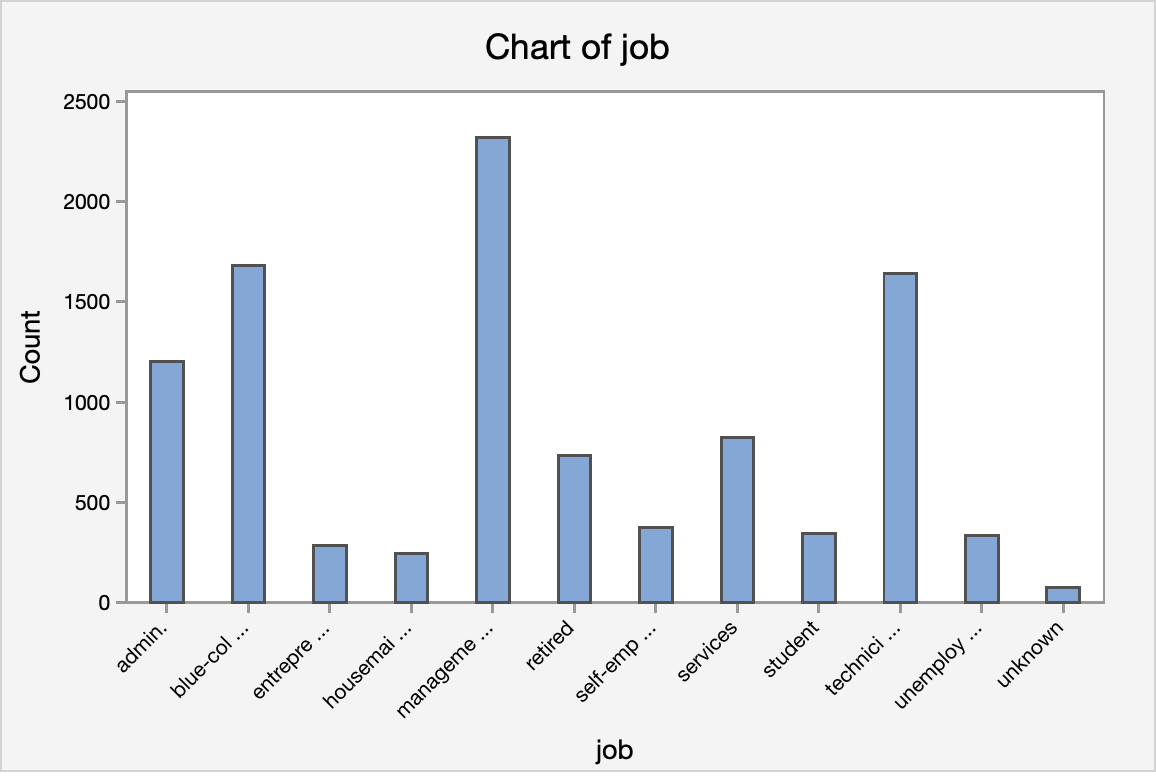 Chart of job
2500
2000
1500
1000
500
0
Count
admin.
blue-col ...
entrepre ...
housemai ...
manageme ...
retired
self-emp ...
services
student
technici ...
unemploy ...
unknown
job